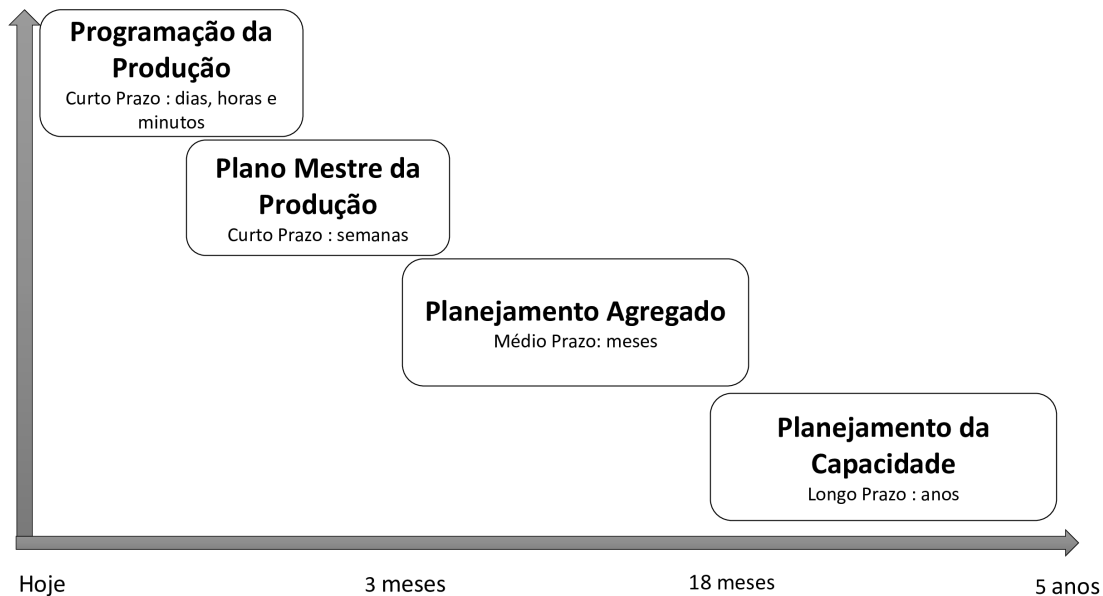 Programação da
Produção
Curto Prazo : dias, horas e
minutos
Plano Mestre da
Produção
Curto Prazo : semanas
Planejamento Agregado
Médio Prazo: meses
Planejamento da
Capacidade
Longo Prazo : anos
Hoje
3 meses
18 meses
5 anos